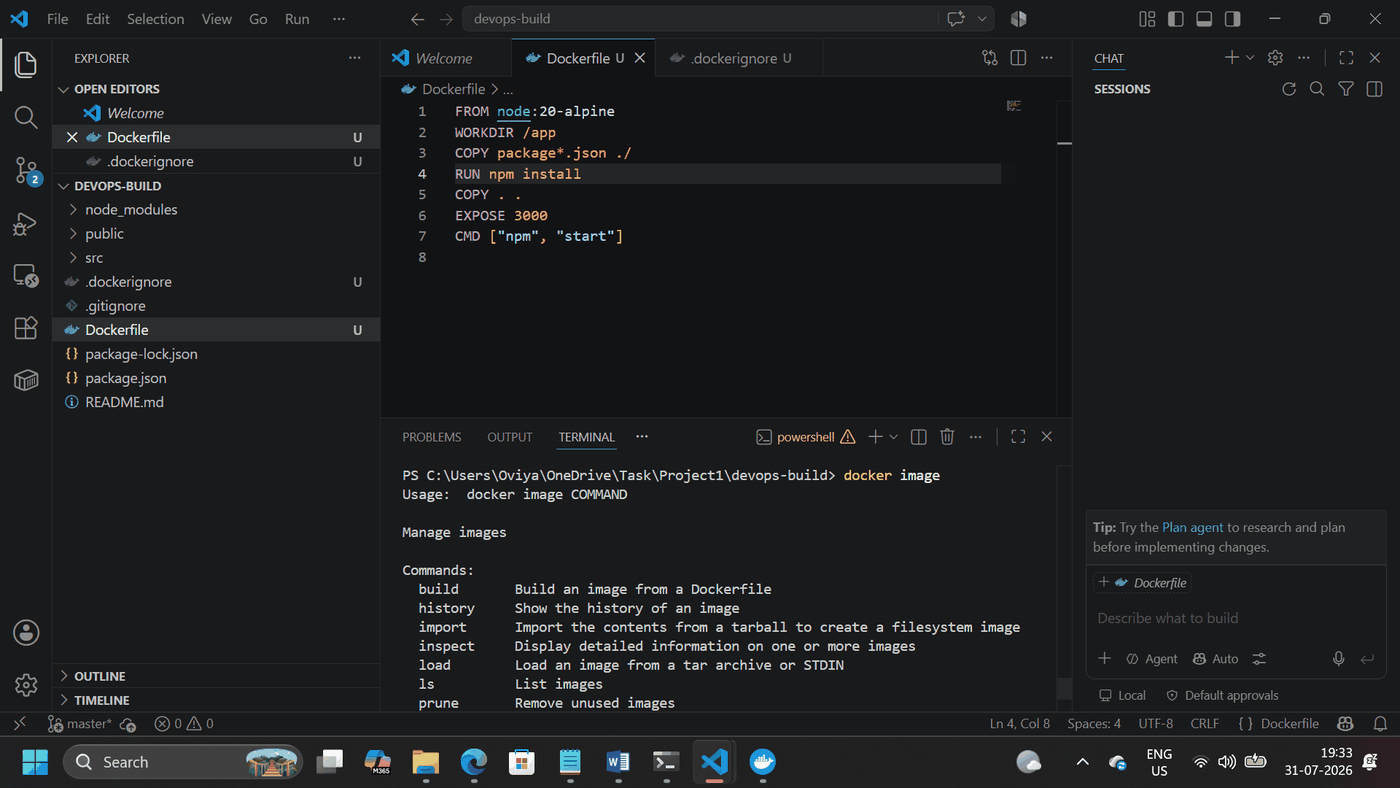 File Edit Selection View Go Run ···
devops-build
EXPLORER
OPEN EDITORS
Welcome
Dockerfile U
.dockerignore U
2
DEVOPS-BUILD
node_modules
public
src
.dockerignore U
.gitignore
Dockerfile U
package-lock.json
package.json
README.md
OUTLINE
TIMELINE
Welcome
Dockerfile U
.dockerignore U
Dockerfile > ...
1 FROM node:20-alpine
2 WORKDIR /app
3 COPY package*.json ./
4 RUN npm install
5 COPY . .
6 EXPOSE 3000
7 CMD ["npm", "start"]
8
PROBLEMS OUTPUT TERMINAL ···
powershell
PS C:\Users\Oviya\OneDrive\Task\Project1\devops-build> docker image
Usage:  docker image COMMAND
Manage images
Commands:
build Build an image from a Dockerfile
history Show the history of an image
import Import the contents from a tarball to create a filesystem image
inspect Display detailed information on one or more images
load Load an image from a tar archive or STDIN
ls List images
prune Remove unused images
CHAT
SESSIONS
Tip: Try the Plan agent to research and plan
before implementing changes.
Dockerfile
Describe what to build
Agent Auto
Local Default approvals
master* 0 0
Ln 4, Col 8 Spaces: 4 UTF-8 CRLF { } Dockerfile
Search
M365
ENG
US
19:33
31-07-2026